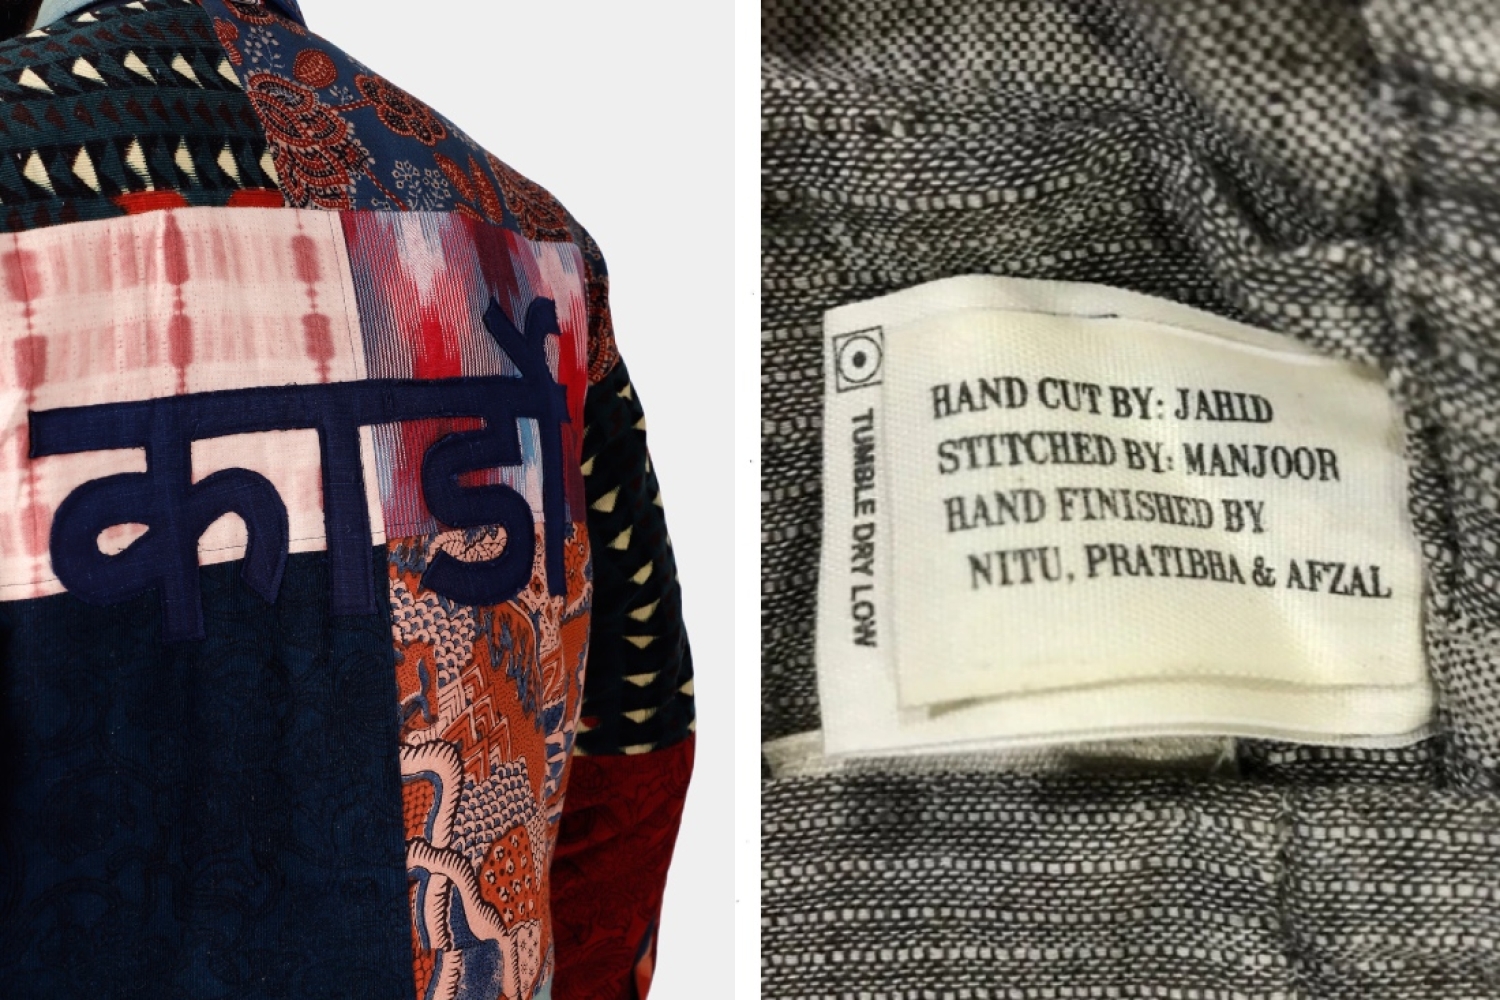 कार्डो
TUMBLE DRY LOW
HAND CUT BY: JAHID
STITCHED BY: MANJOOR
HAND FINISHED BY
NITU, PRATIBHA & AFZAL